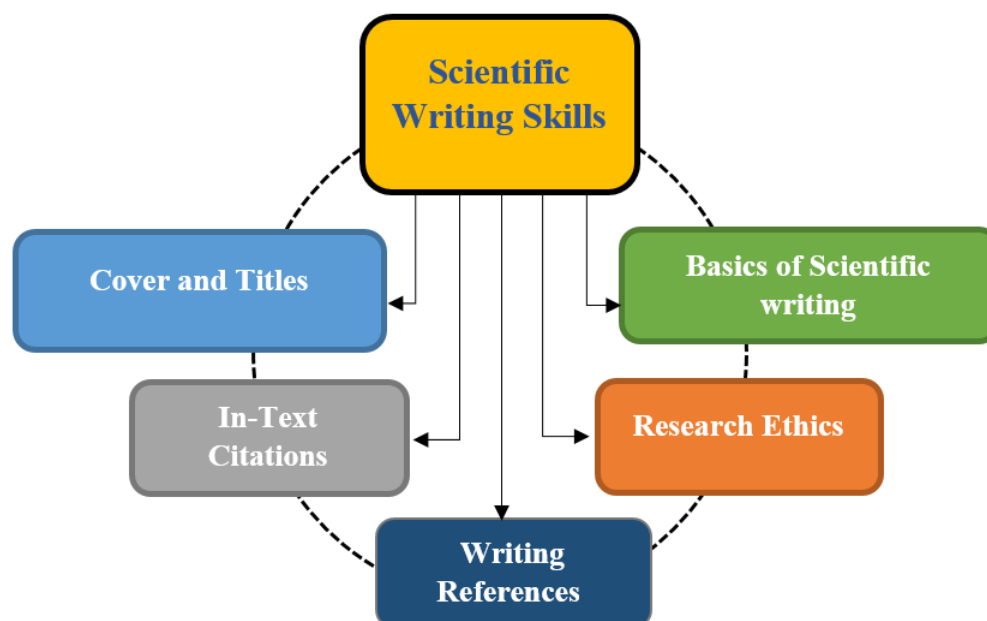 Scientific
Writing Skills
Cover and Titles
Basics of Scientific
writing
In-Text
Citations
Research Ethics
Writing
References